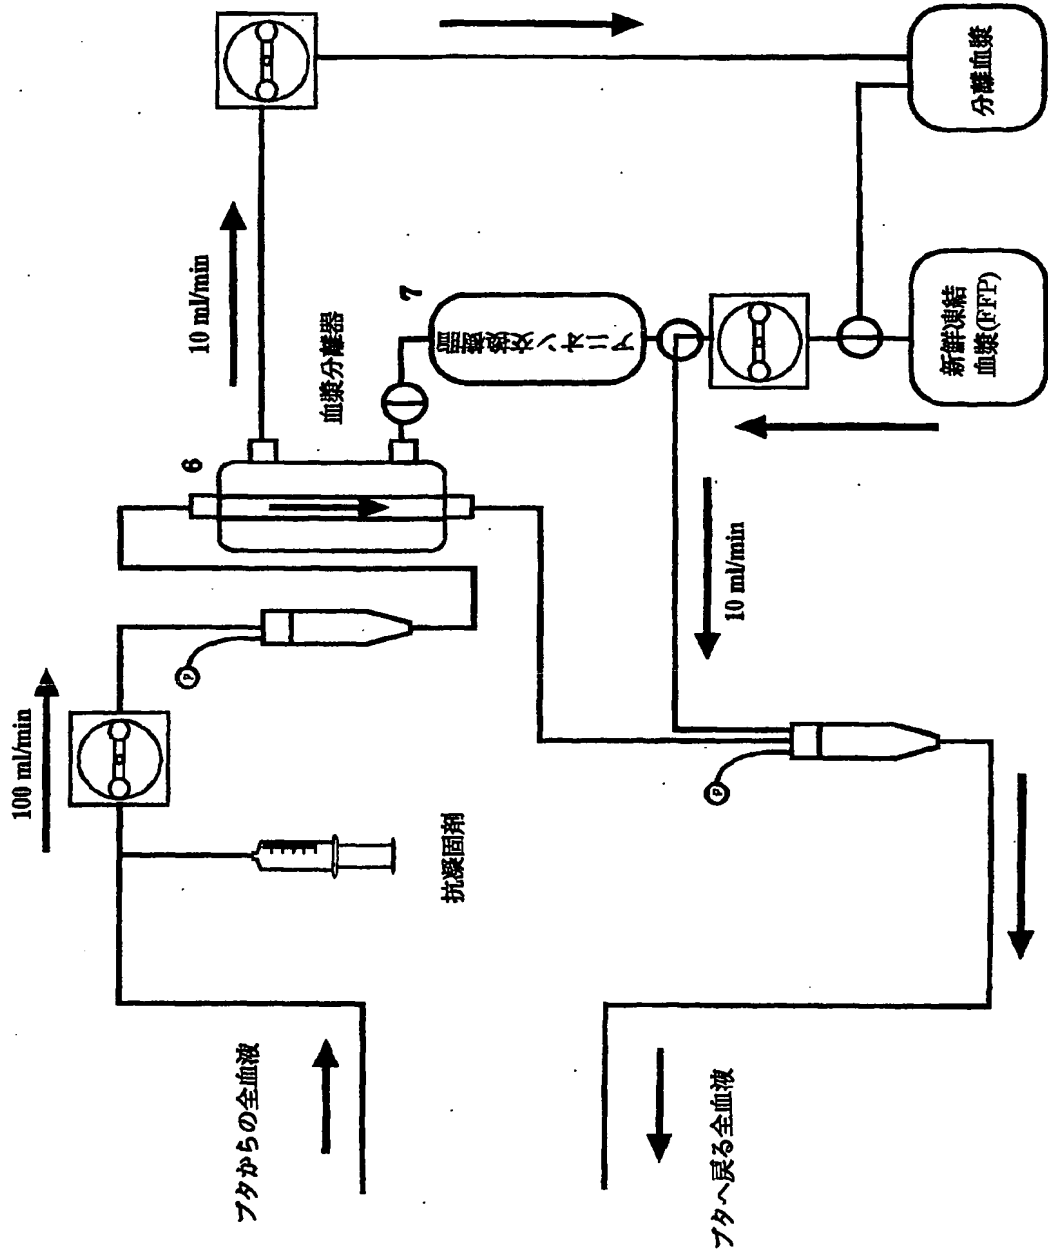 100 ml/min
6
10 ml/min
P
ブタからの全血液
血漿分離器
抗凝固剤
7
アニオン
交換
樹脂
10 ml/min
P
ブタへ戻る全血液
新鮮凍結
血漿(FFP)
分離血漿